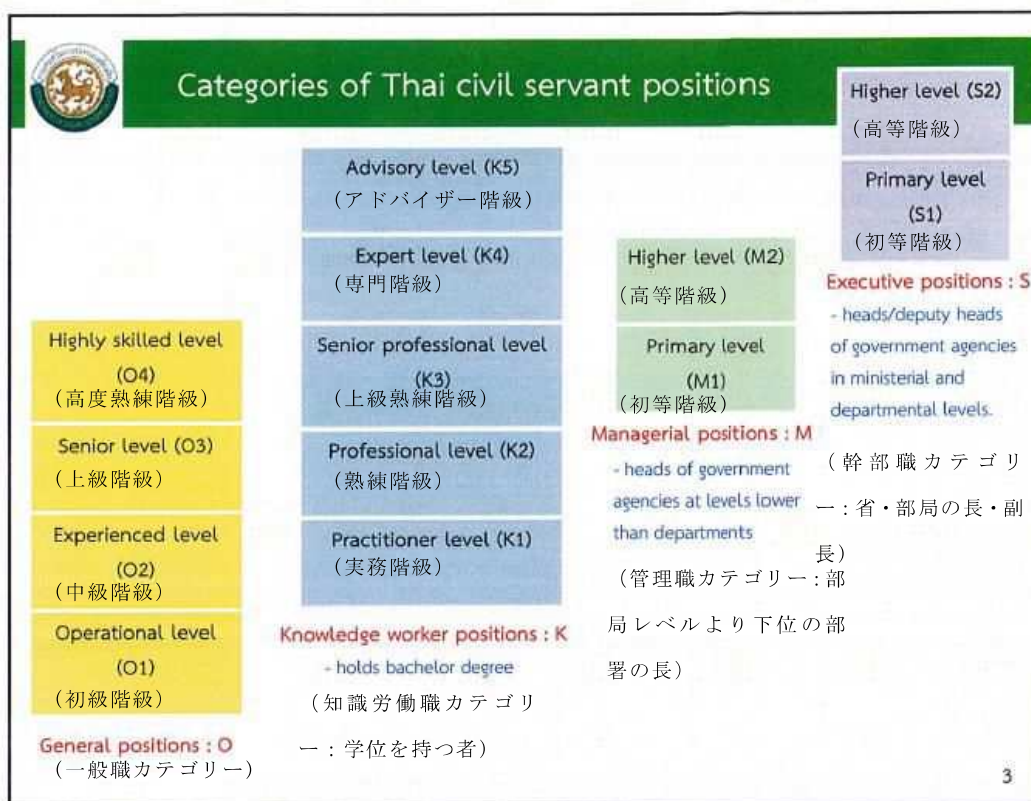 Categories of Thai civil servant positions
Highly skilled level
(O4)
(高度熟練階級)
Senior level (O3)
(上級階級)
Experienced level
(O2)
(中級階級)
Operational level
(O1)
(初級階級)
General positions : O
(一般職カテゴリー)
Advisory level (K5)
(アドバイザー階級)
Expert level (K4)
(専門階級)
Senior professional level
(K3)
(上級熟練階級)
Professional level (K2)
(熟練階級)
Practitioner level (K1)
(実務階級)
Knowledge worker positions : K
- holds bachelor degree
(知識労働職カテゴリ
ー:学位を持つ者)
Higher level (M2)
(高等階級)
Primary level
(M1)
(初等階級)
Managerial positions : M
- heads of government
agencies at levels lower
than departments
(管理職カテゴリー:部
局レベルより下位の部
署の長)
Higher level (S2)
(高等階級)
Primary level
(S1)
(初等階級)
Executive positions : S
- heads/deputy heads
of government agencies
in ministerial and
departmental levels.
(幹部職カテゴリ
ー:省・部局の長・副
長)
3